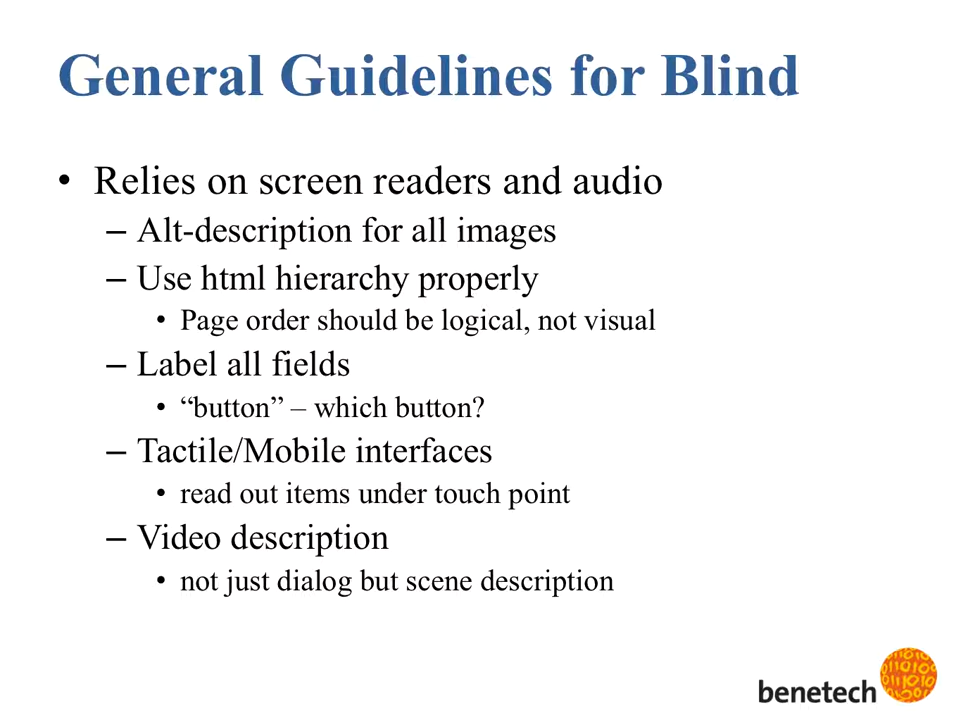 General Guidelines for Blind
• Relies on screen readers and audio
– Alt-description for all images
– Use html hierarchy properly
• Page order should be logical, not visual
– Label all fields
• “button” – which button?
– Tactile/Mobile interfaces
• read out items under touch point
– Video description
• not just dialog but scene description
benetech